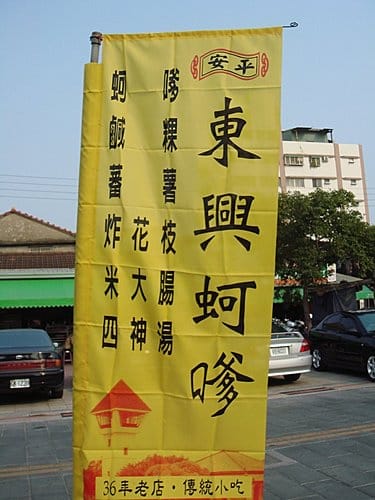 安平
東興蚵嗲
蚵嗲
鹹粿
蕃薯
炸花枝
米大腸
四神湯
36年老店・傳統小吃